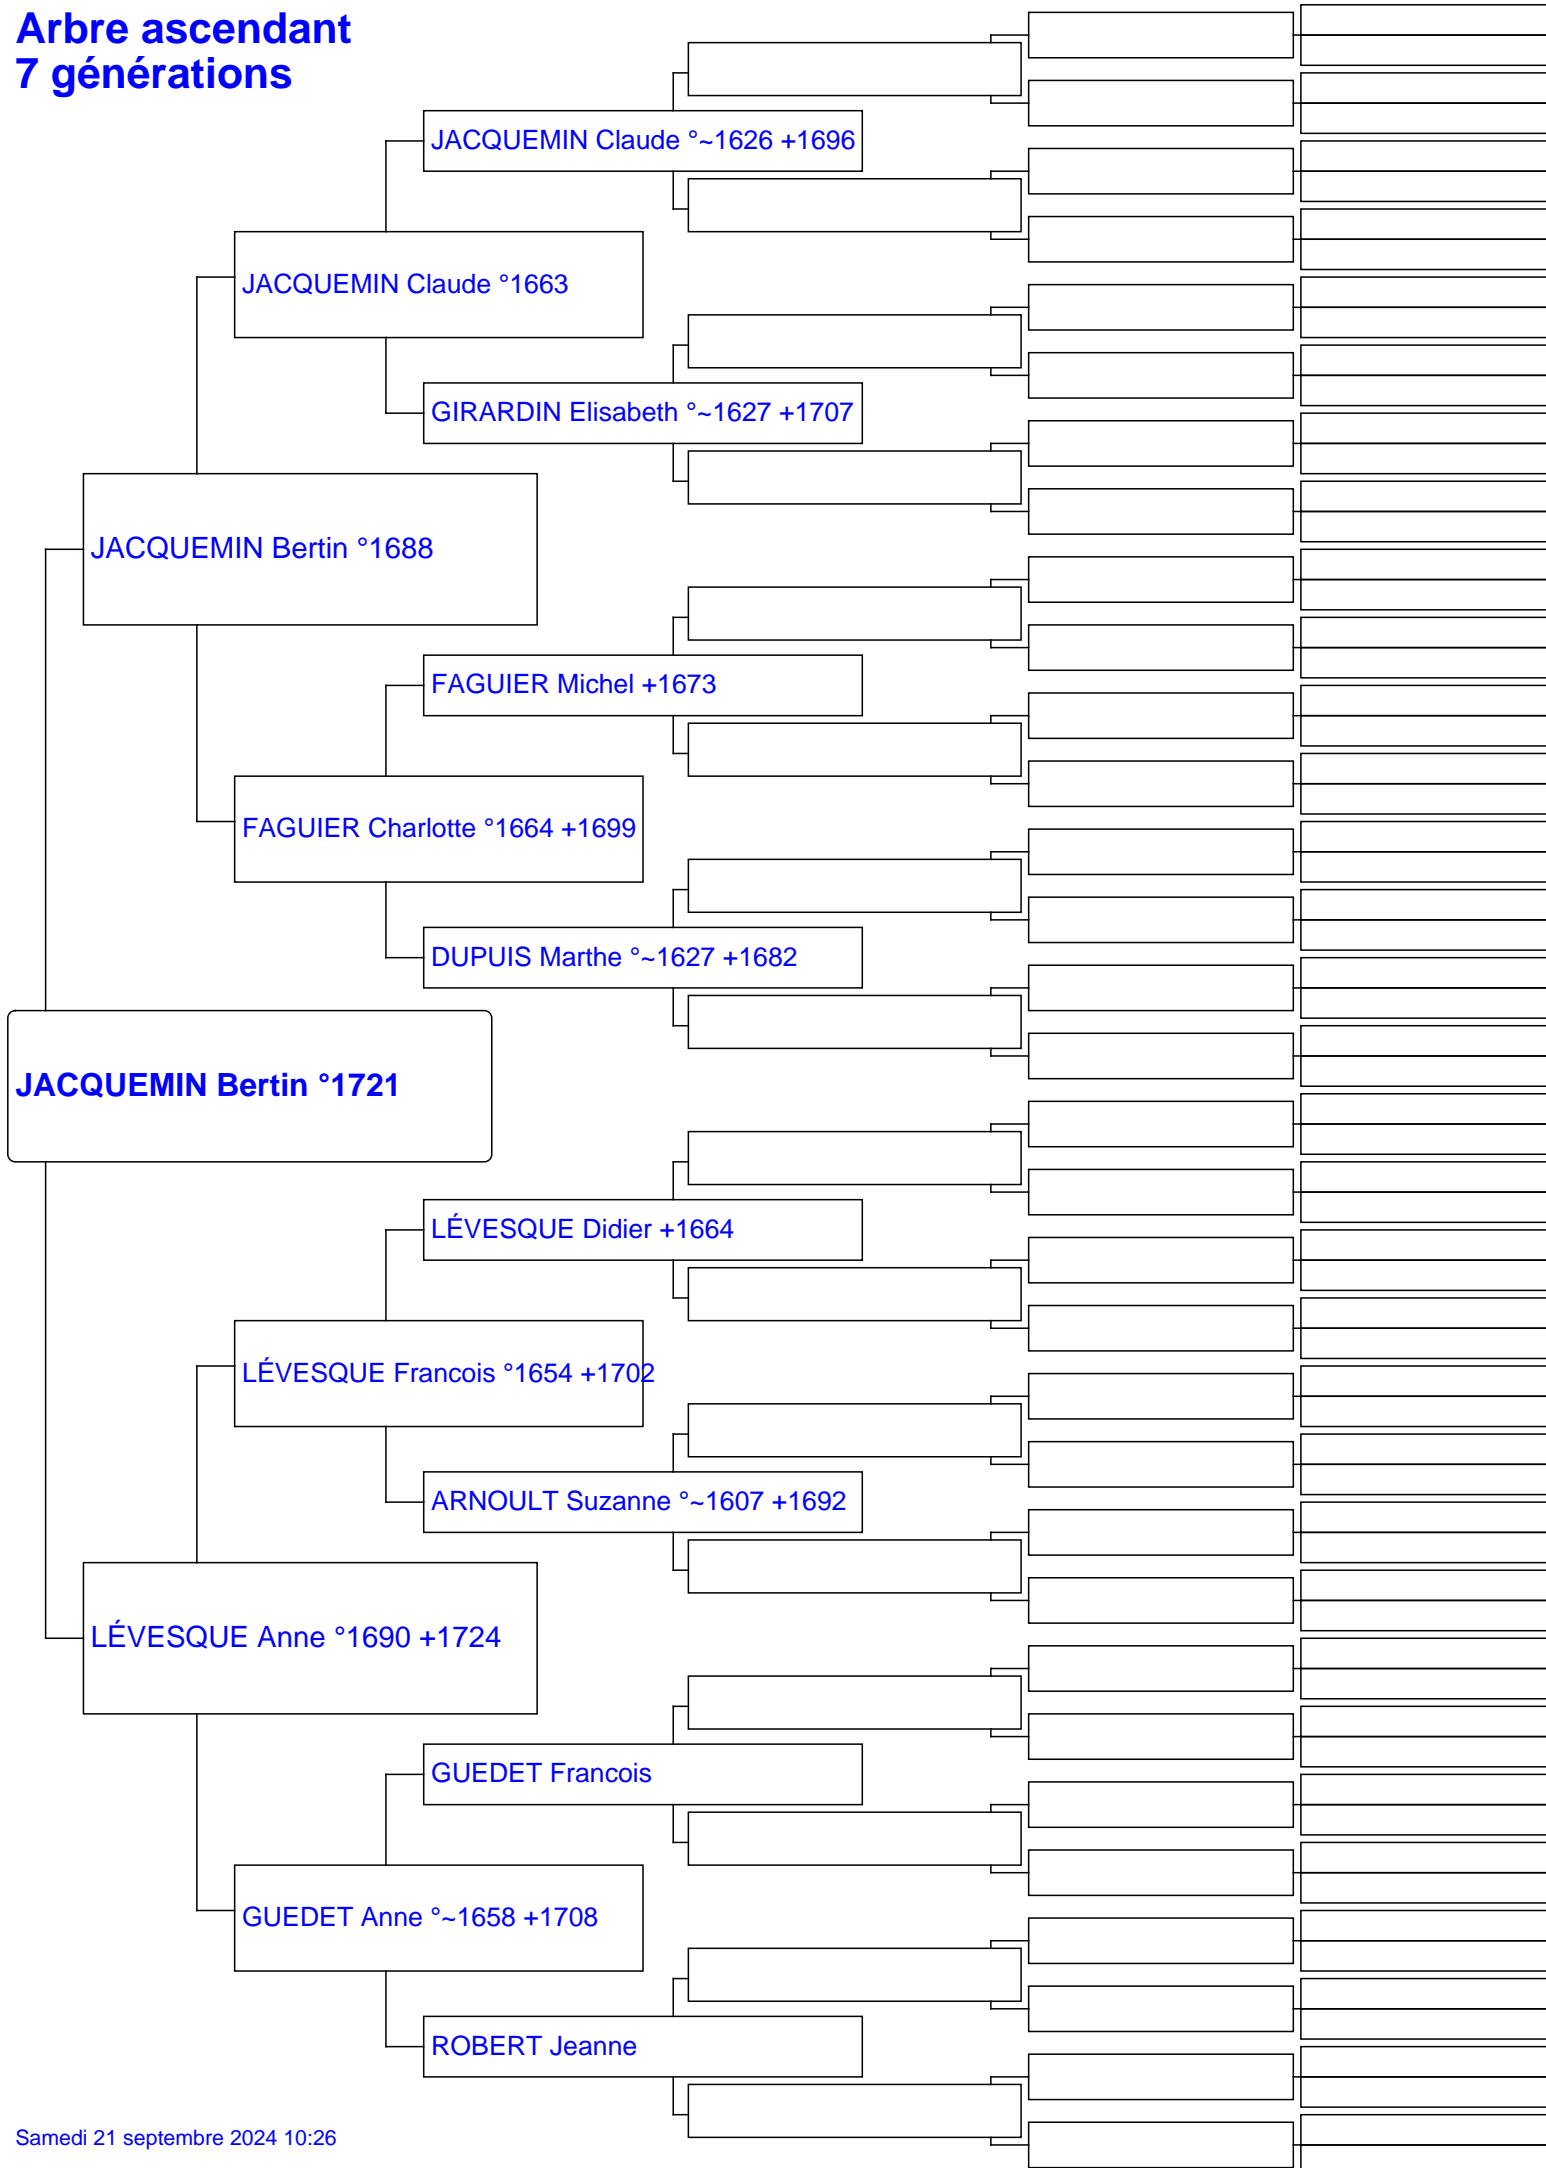 Arbre ascendant
7 générations
JACQUEMIN Claude °~1626 +1696
JACQUEMIN Claude °1663
GIRARDIN Elisabeth °~1627 +1707
JACQUEMIN Bertin °1688
FAGUIER Michel +1673
FAGUIER Charlotte °1664 +1699
DUPUIS Marthe °~1627 +1682
JACQUEMIN Bertin °1721
LÉVESQUE Didier +1664
LÉVESQUE Francois °1654 +1702
ARNOULT Suzanne °~1607 +1692
LÉVESQUE Anne °1690 +1724
GUEDET Francois
GUEDET Anne °~1658 +1708
ROBERT Jeanne
Samedi 21 septembre 2024 10:26